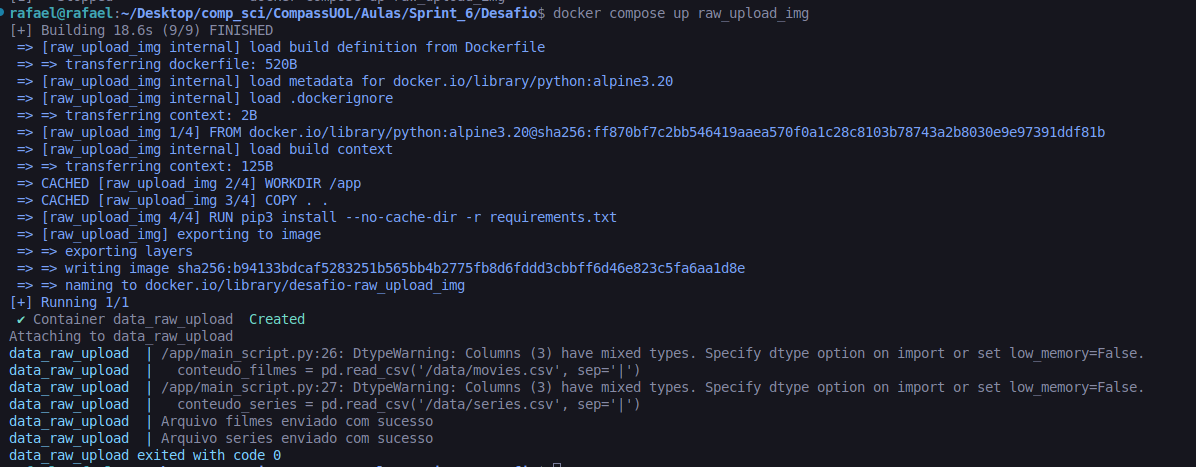 rafael@rafael:~/Desktop/comp_sci/CompassUOL/Aulas/Sprint_6/Desafio$ docker compose up raw_upload_img
[+] Building 18.6s (9/9) FINISHED
=> [raw_upload_img internal] load build definition from Dockerfile
=> => transferring dockerfile: 520B
=> [raw_upload_img internal] load metadata for docker.io/library/python:alpine3.20
=> [raw_upload_img internal] load .dockerignore
=> => transferring context: 2B
=> [raw_upload_img 1/4] FROM docker.io/library/python:alpine3.20@sha256:ff870bf7c2bb546419aaea570f0a1c28c8103b78743a2b8030e9e97391ddf81b
=> [raw_upload_img internal] load build context
=> => transferring context: 125B
=> CACHED [raw_upload_img 2/4] WORKDIR /app
=> CACHED [raw_upload_img 3/4] COPY . .
=> [raw_upload_img 4/4] RUN pip3 install --no-cache-dir -r requirements.txt
=> [raw_upload_img] exporting to image
=> => exporting layers
=> => writing image sha256:b94133bdcaf5283251b565bb4b2775fb8d6fddd3cbbff6d46e823c5fa6aa1d8e
=> => naming to docker.io/library/desafio-raw_upload_img
[+] Running 1/1
✔ Container data_raw_upload  Created
Attaching to data_raw_upload
data_raw_upload  | /app/main_script.py:26: DtypeWarning: Columns (3) have mixed types. Specify dtype option on import or set low_memory=False.
data_raw_upload  |   conteudo_filmes = pd.read_csv('/data/movies.csv', sep='|')
data_raw_upload  | /app/main_script.py:27: DtypeWarning: Columns (3) have mixed types. Specify dtype option on import or set low_memory=False.
data_raw_upload  |   conteudo_series = pd.read_csv('/data/series.csv', sep='|')
data_raw_upload  | Arquivo filmes enviado com sucesso
data_raw_upload  | Arquivo series enviado com sucesso
data_raw_upload exited with code 0